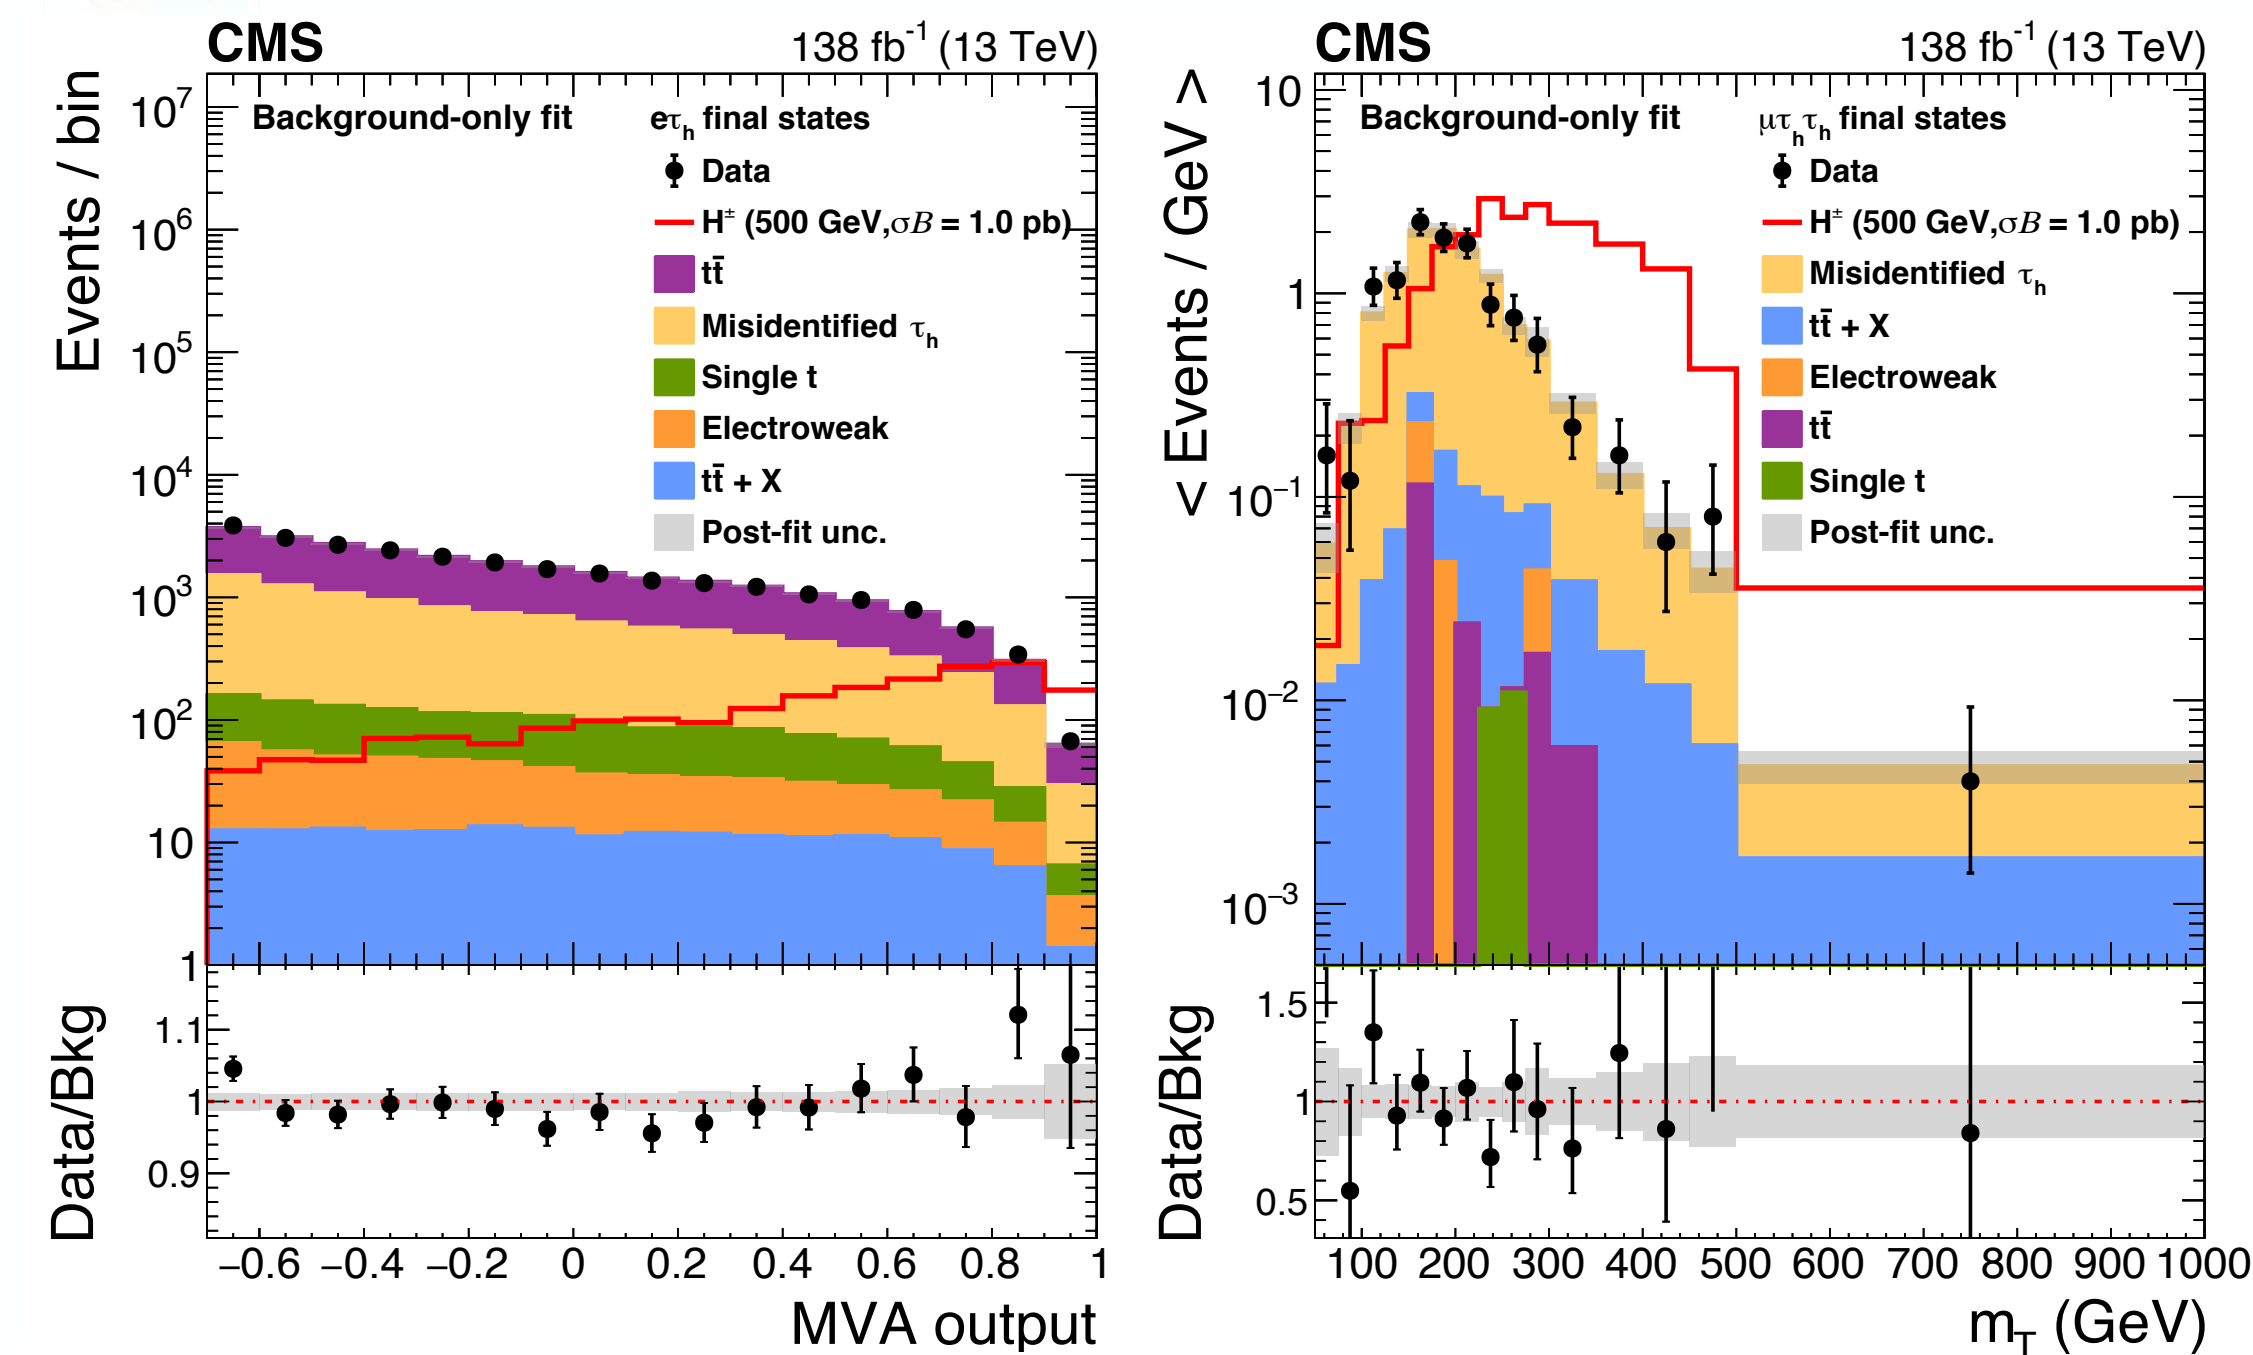 CMS 138 fb⁻¹ (13 TeV)
Events / bin
Background-only fit
eτh final states
Data
H± (500 GeV,σB = 1.0 pb)
tt̄
Misidentified τh
Single t
Electroweak
tt̄ + X
Post-fit unc.
10⁷
10⁶
10⁵
10⁴
10³
10²
10
1
Data/Bkg
1.1
1
0.9
−0.6 −0.4 −0.2 0 0.2 0.4 0.6 0.8 1
MVA output
CMS 138 fb⁻¹ (13 TeV)
< Events / GeV >
Background-only fit
μτhτh final states
Data
H± (500 GeV,σB = 1.0 pb)
Misidentified τh
tt̄ + X
Electroweak
tt̄
Single t
Post-fit unc.
10
1
10⁻¹
10⁻²
10⁻³
Data/Bkg
1.5
1
0.5
100 200 300 400 500 600 700 800 900 1000
mT (GeV)